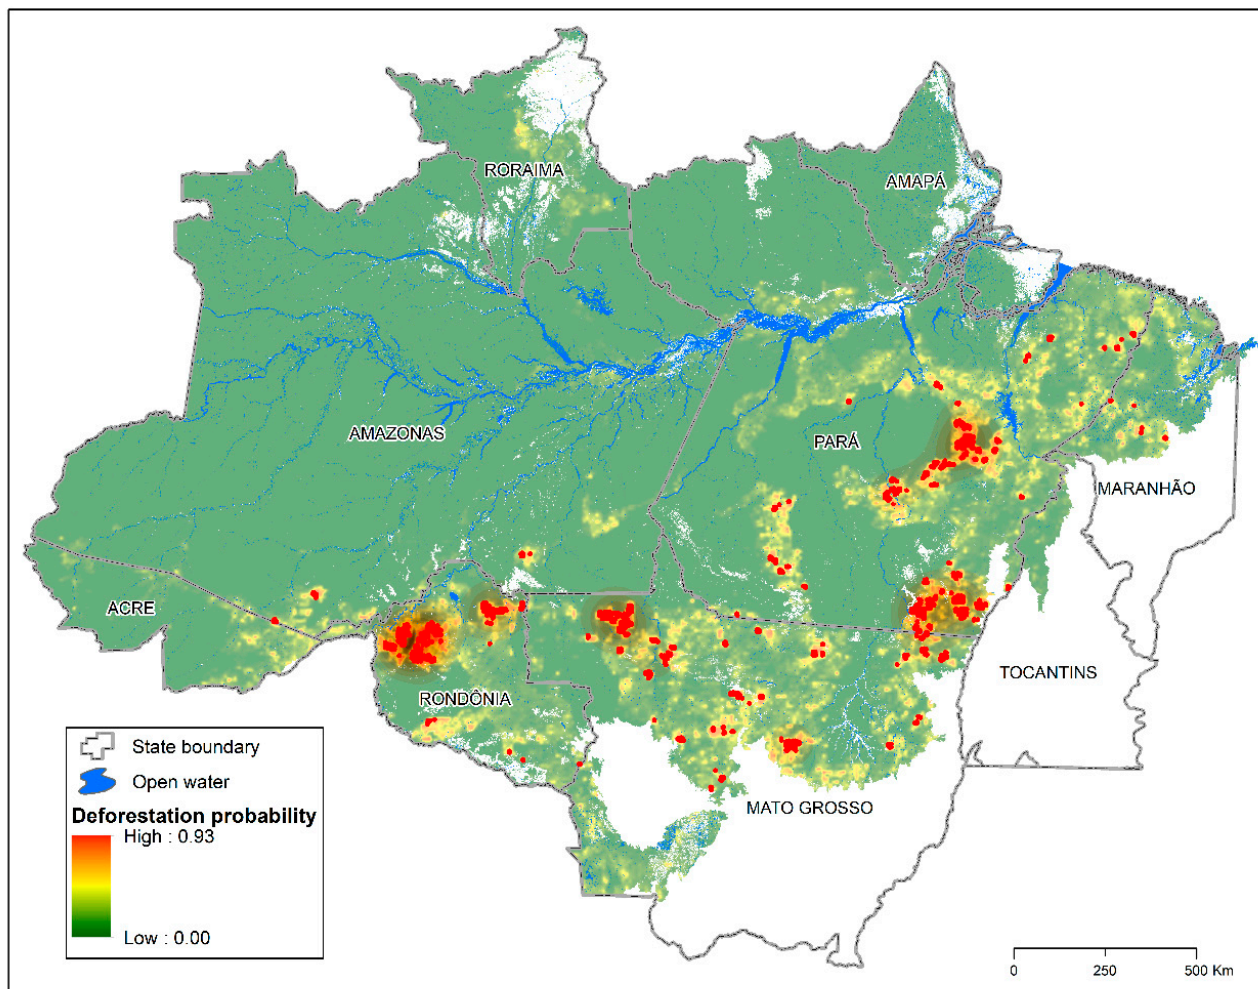 RORAIMA
AMAPÁ
AMAZONAS
PARÁ
MARANHÃO
ACRE
TOCANTINS
RONDÔNIA
MATO GROSSO
State boundary
Open water
Deforestation probability
High : 0.93
Low : 0.00
0 250 500 Km